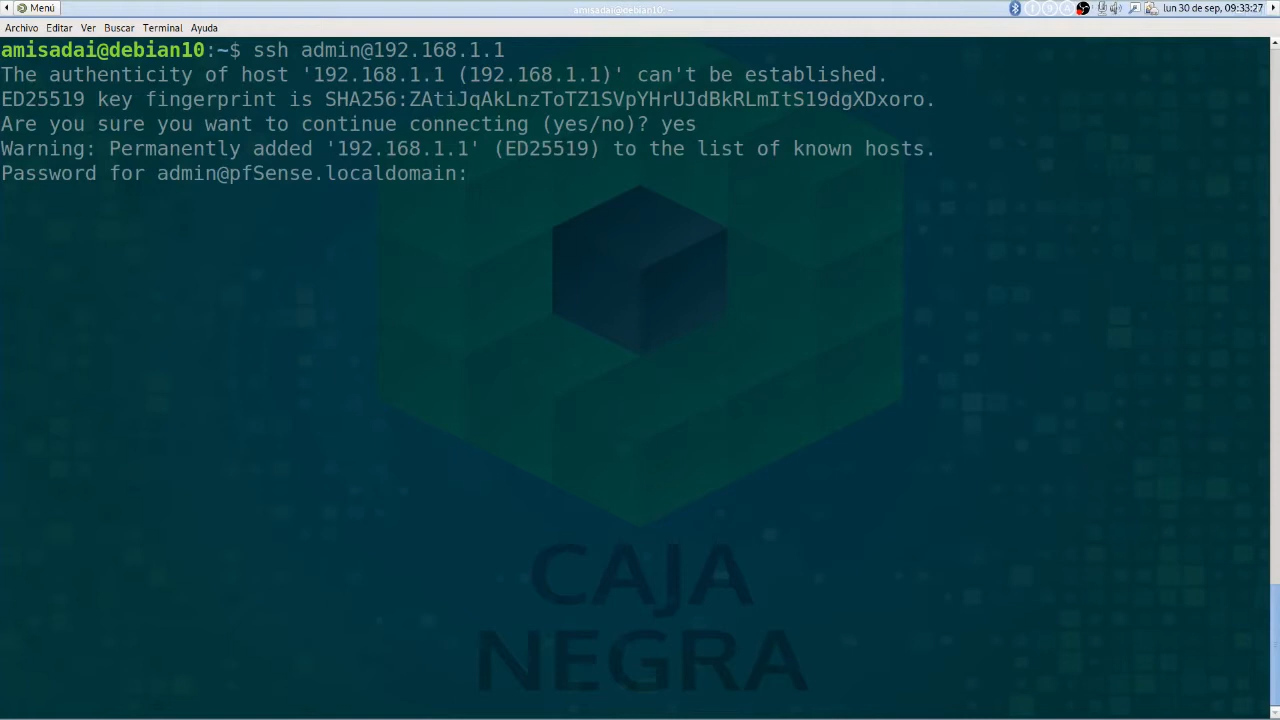 Menú
amisadai@debian10: ~
lun 30 de sep, 09:33:27
Archivo Editar Ver Buscar Terminal Ayuda
amisadai@debian10:~$ ssh admin@192.168.1.1
The authenticity of host '192.168.1.1 (192.168.1.1)' can't be established.
ED25519 key fingerprint is SHA256:ZAtiJqAkLnzToTZ1SVpYHrUJdBkRLmItS19dgXDxoro.
Are you sure you want to continue connecting (yes/no)? yes
Warning: Permanently added '192.168.1.1' (ED25519) to the list of known hosts.
Password for admin@pfSense.localdomain:
CAJA
NEGRA